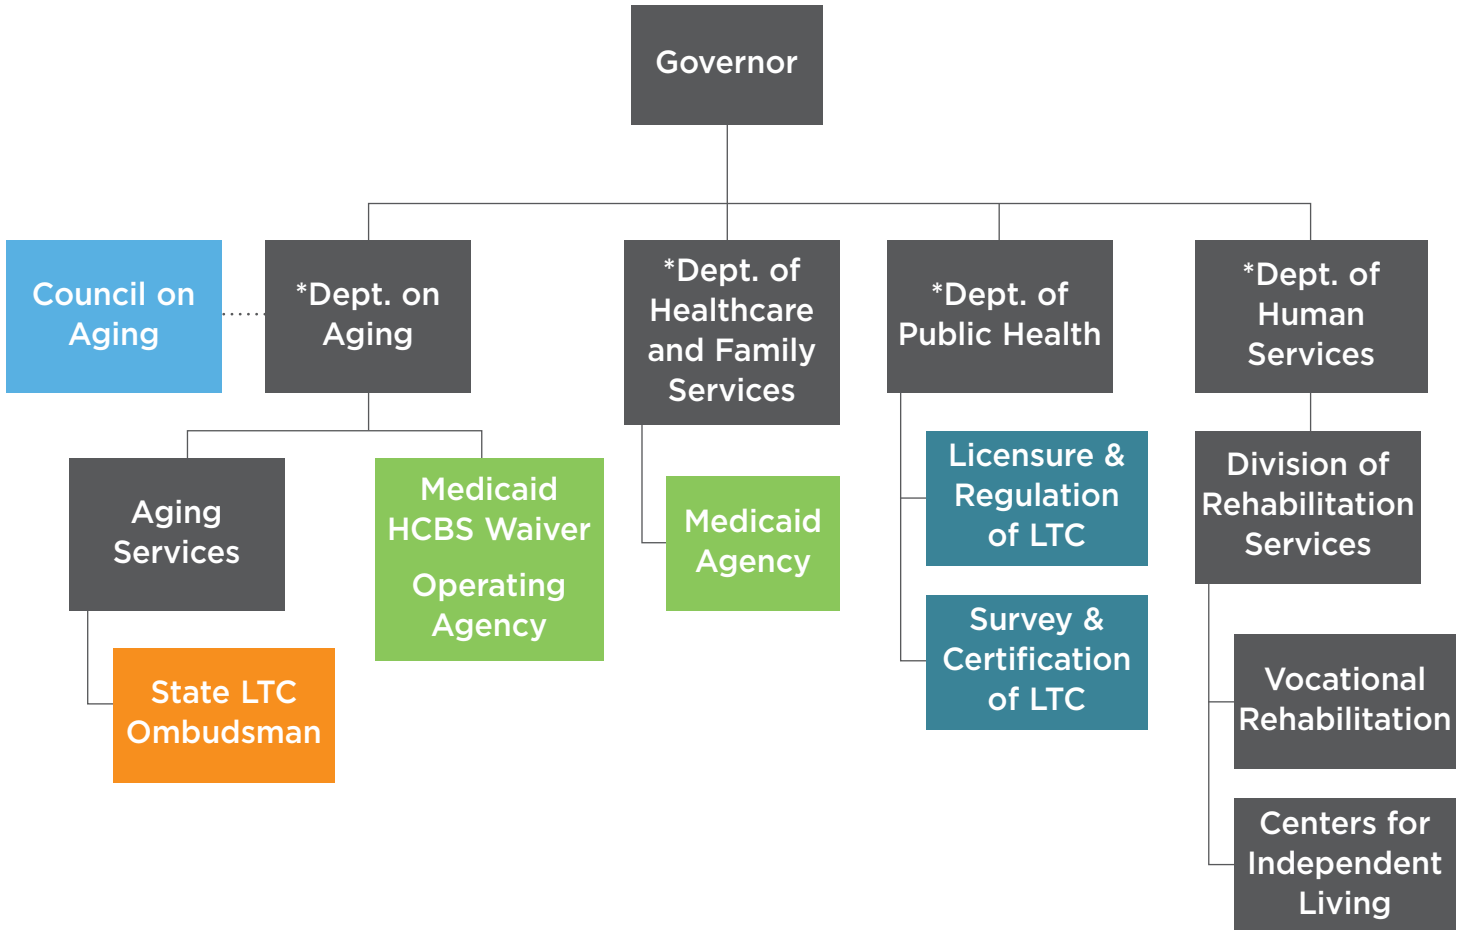 Governor
Council on
Aging
*Dept. on
Aging
*Dept. of
Healthcare
and Family
Services
*Dept. of
Public Health
*Dept. of
Human
Services
Aging
Services
Medicaid
HCBS Waiver
Operating
Agency
Medicaid
Agency
Licensure &
Regulation
of LTC
Division of
Rehabilitation
Services
State LTC
Ombudsman
Survey &
Certification
of LTC
Vocational
Rehabilitation
Centers for
Independent
Living